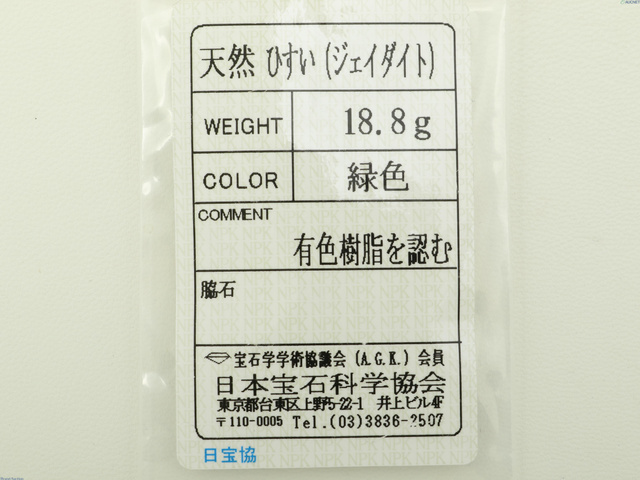 天然 ひすい (ジェイダイト)
WEIGHT 18.8g
COLOR 緑色
COMMENT
有色樹脂を認む
脇石
宝石学学術協議会 (A.G.K.) 会員
日本宝石科学協会
東京都台東区上野5-22-1 井上ビル4F
〒110-0005 Tel.(03)3836-2507
日宝協